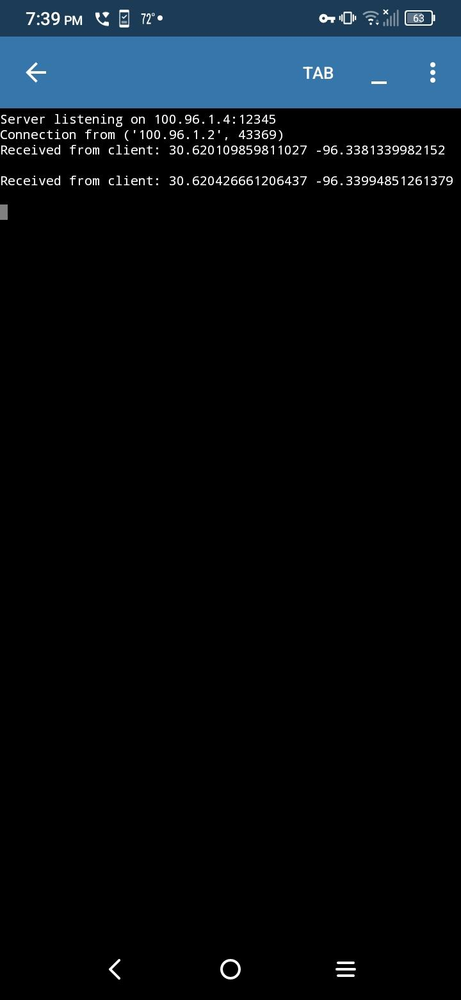 7:39 PM 72° 63
TAB
Server listening on 100.96.1.4:12345
Connection from ('100.96.1.2', 43369)
Received from client: 30.620109859811027 -96.3381339982152
Received from client: 30.620426661206437 -96.33994851261379